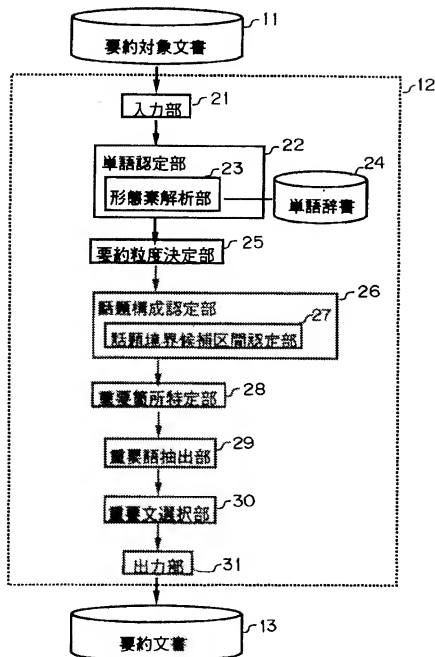 11
要約対象文書
12
21
入力部
22
単語認定部
23
形態素解析部
24
単語辞書
25
要約粒度決定部
26
話題構成認定部
27
話題境界候補区間認定部
28
重要箇所特定部
29
重要語抽出部
30
重要文選択部
31
出力部
13
要約文書